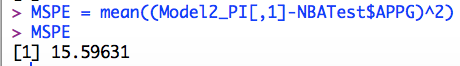 > MSPE = mean((Model2_PI[,1]-NBATest$APPG)^2)
> MSPE
[1] 15.59631